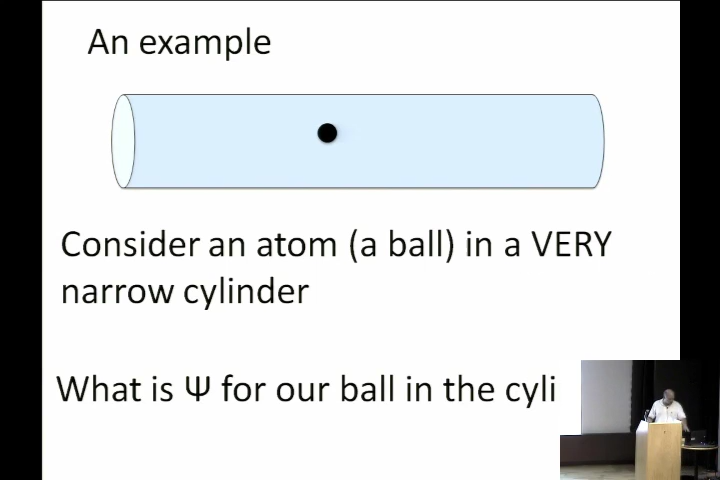 An example
Consider an atom (a ball) in a VERY
narrow cylinder
What is Ψ for our ball in the cyli